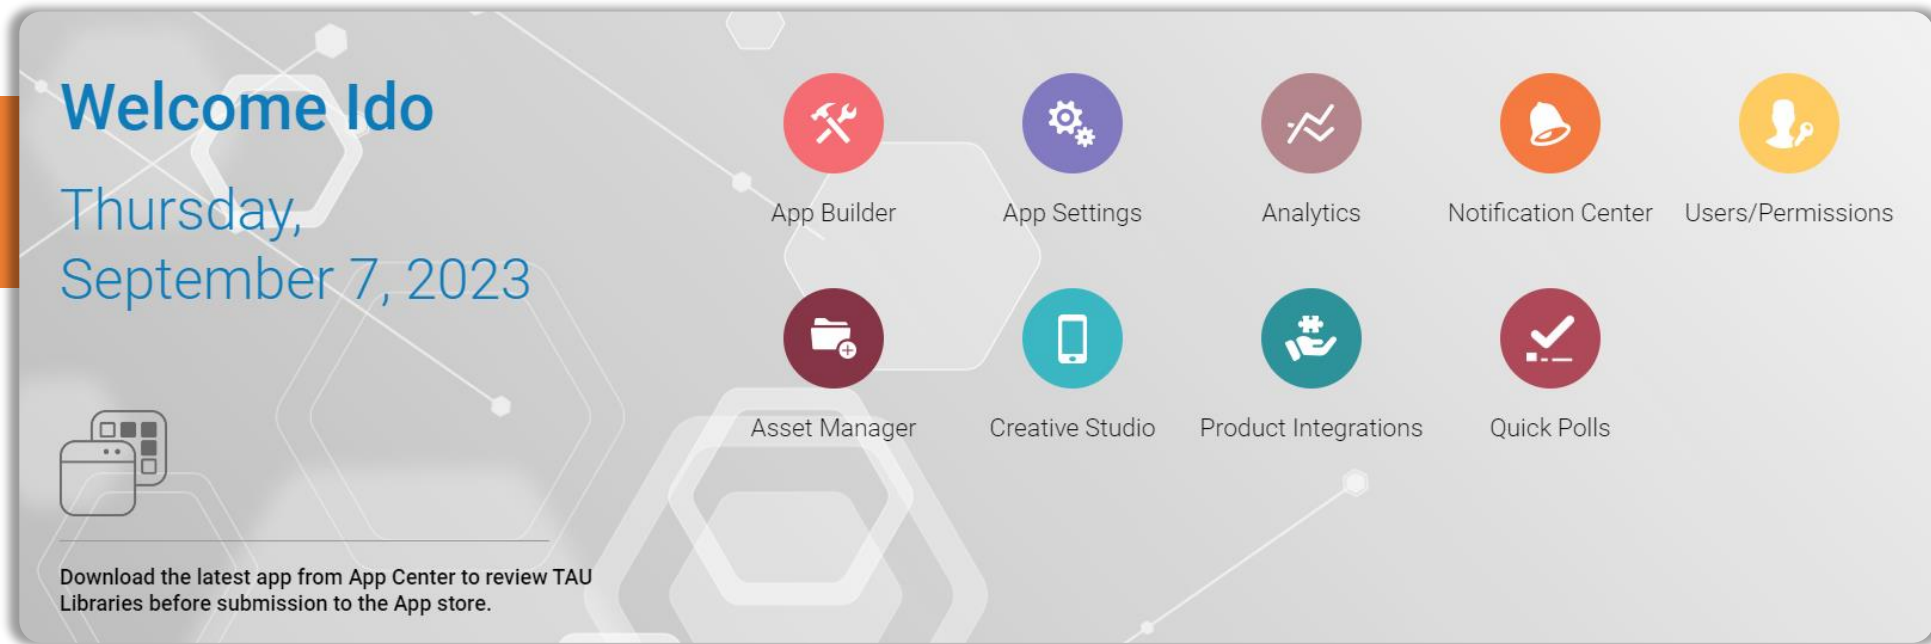 Welcome Ido
Thursday,
September 7, 2023
Download the latest app from App Center to review TAU
Libraries before submission to the App store.
App Builder
App Settings
Analytics
Notification Center
Users/Permissions
Asset Manager
Creative Studio
Product Integrations
Quick Polls